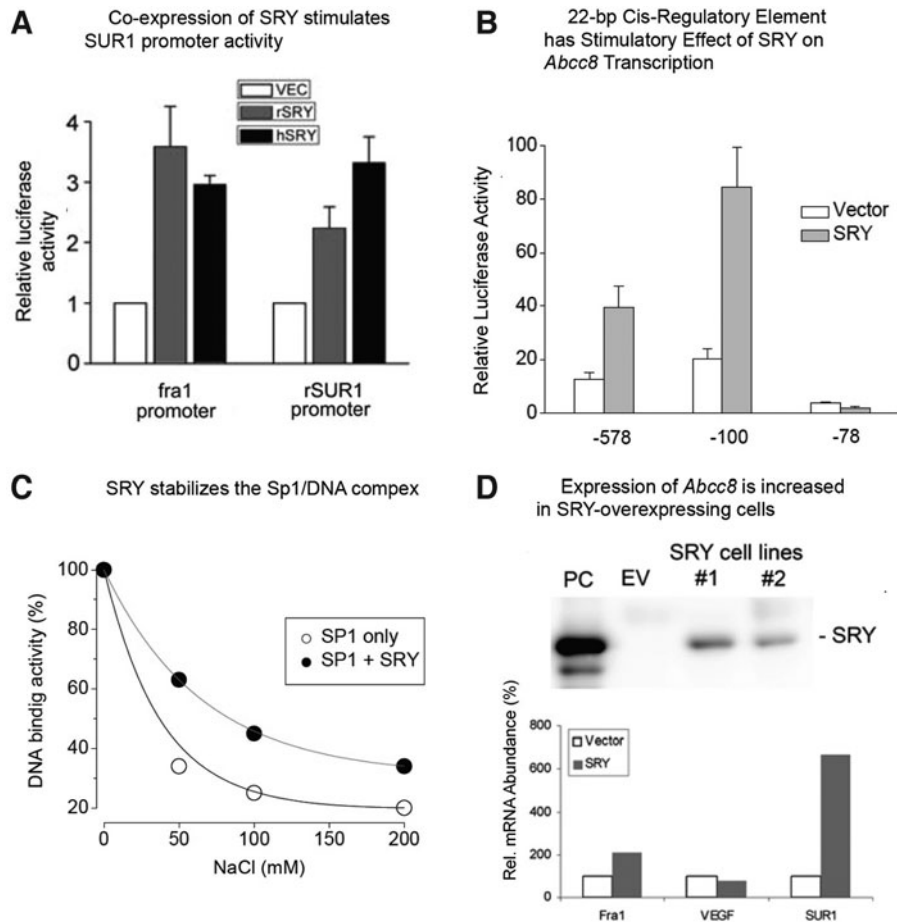 A
Co-expression of SRY stimulates
SUR1 promoter activity
VEC
rSRY
hSRY
Relative luciferase
activity
4
3
2
1
0
fra1
promoter
rSUR1
promoter
B
22-bp Cis-Regulatory Element
has Stimulatory Effect of SRY on
Abcc8 Transcription
Relative Luciferase Activity
100
80
60
40
20
0
Vector
SRY
-578
-100
-78
C
SRY stabilizes the Sp1/DNA compex
DNA bindig activity (%)
100
80
60
40
20
SP1 only
SP1 + SRY
0
50
100
150
200
NaCl (mM)
D
Expression of Abcc8 is increased
in SRY-overexpressing cells
SRY cell lines
PC EV #1 #2
- SRY
Rel. mRNA Abundance (%)
800
600
400
200
0
Vector
SRY
Fra1
VEGF
SUR1